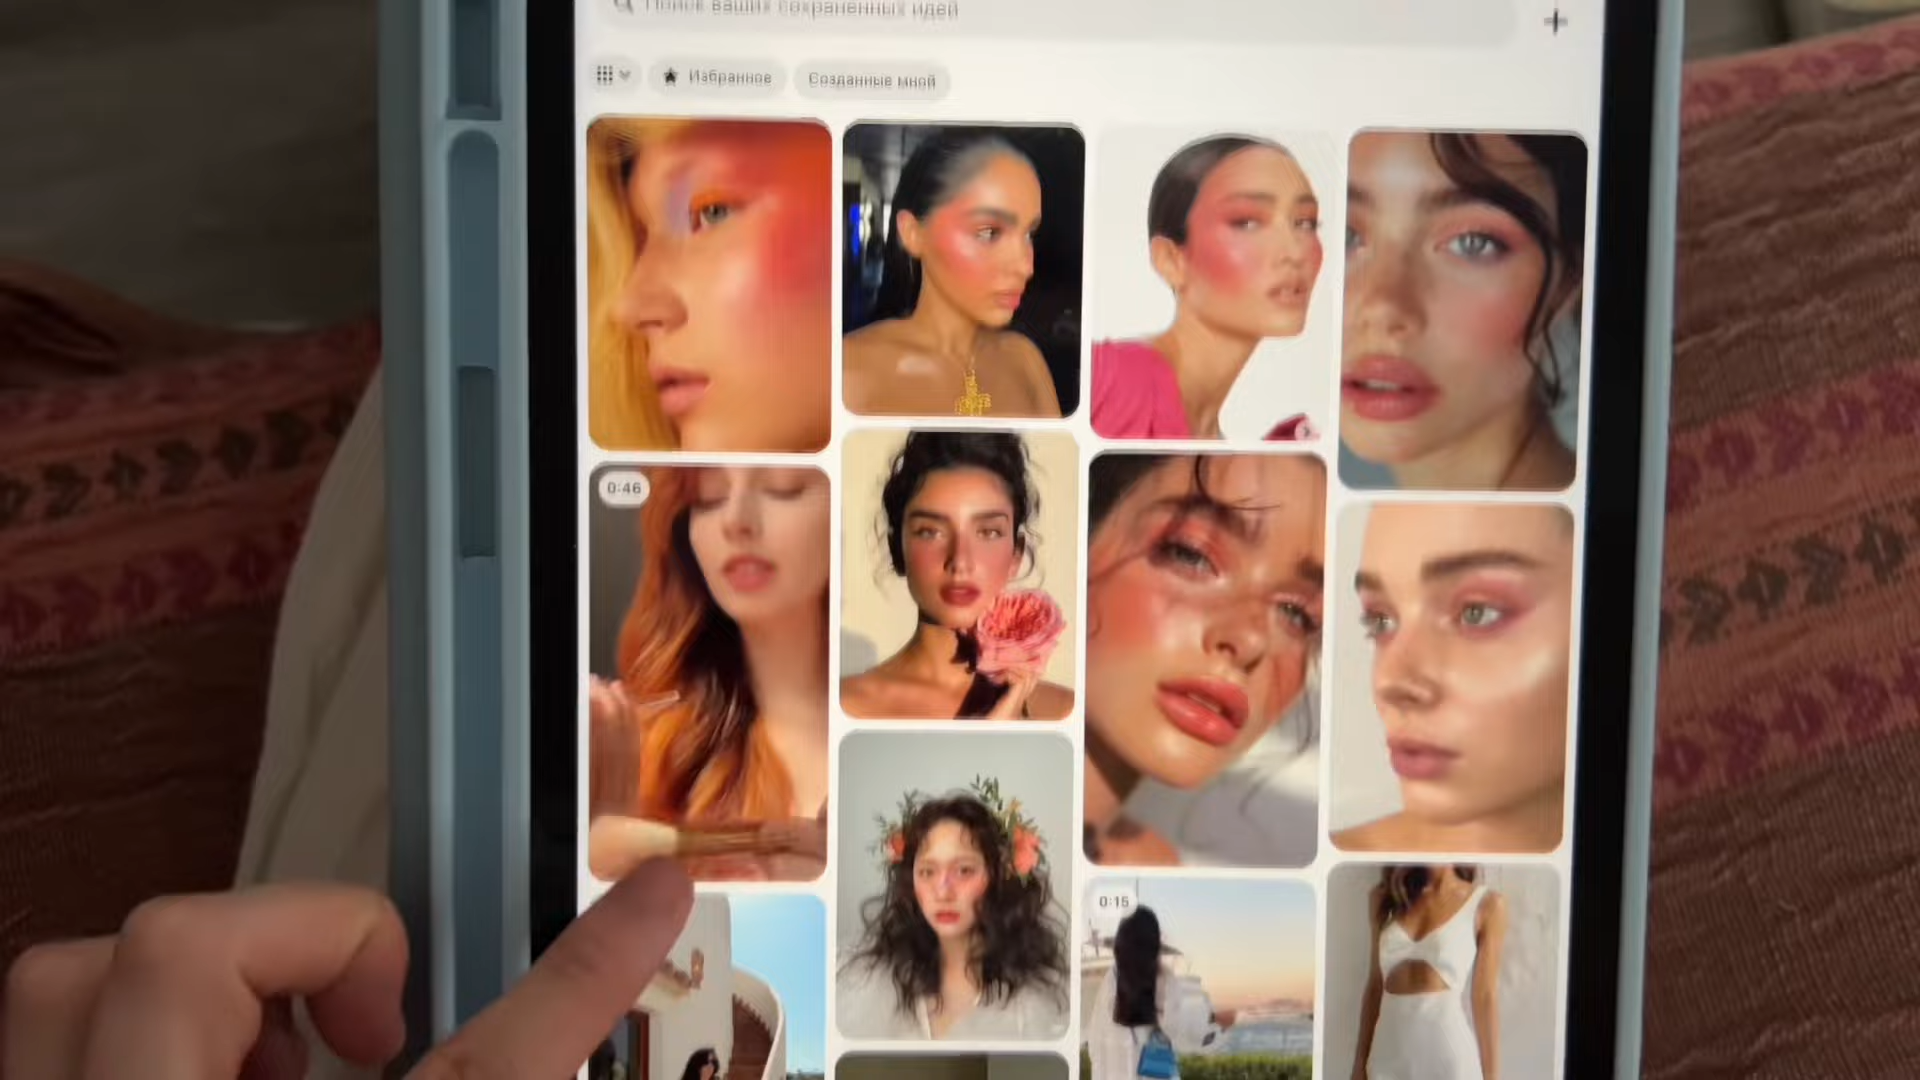 Поиск ваших сохраненных идей
Избранное
Созданные мной
0:46
0:15